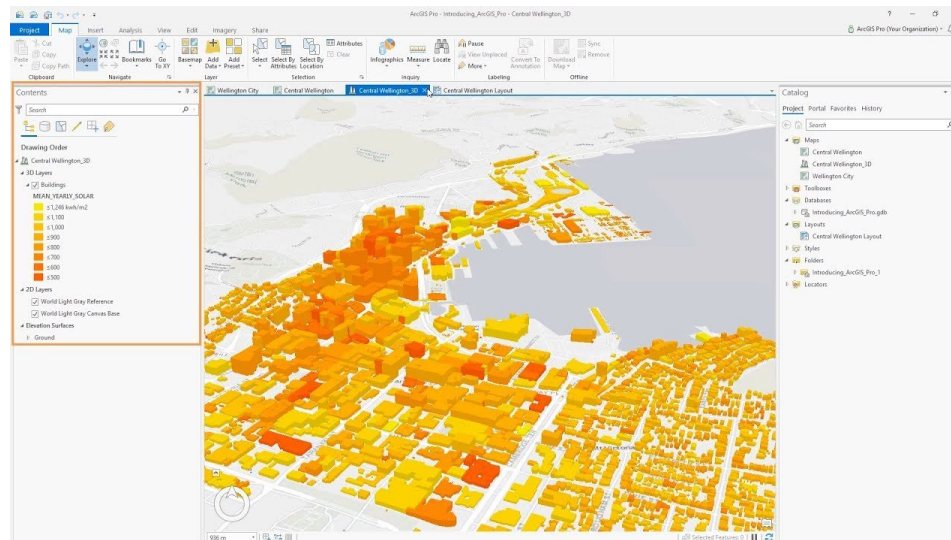 ArcGIS Pro - Introducing_ArcGIS_Pro - Central Wellington_3D
? – 
Project Map Insert Analysis View Edit Imagery Share
ArcGIS Pro (Your Organization)
Paste
Cut
Copy
Copy Path
Clipboard
Explore
Bookmarks
Go To XY
Navigate
Basemap
Add Data
Add Preset
Layer
Select
Select By Attributes
Select By Location
Attributes
Clear
Selection
Infographics
Measure
Locate
Inquiry
Pause
View Unplaced
More
Convert To Annotation
Labeling
Download Map
Sync
Remove
Offline
Contents
Search
Drawing Order
Central Wellington_3D
3D Layers
Buildings
MEAN_YEARLY_SOLAR
≤1,246 kwh/m2
≤1,100
≤1,000
≤900
≤800
≤700
≤600
≤500
2D Layers
World Light Gray Reference
World Light Gray Canvas Base
Elevation Surfaces
Ground
Wellington City
Central Wellington
Central Wellington_3D
Central Wellington Layout
936 m
Selected Features: 0
Catalog
Project Portal Favorites History
Search
Maps
Central Wellington
Central Wellington_3D
Wellington City
Toolboxes
Databases
Introducing_ArcGIS_Pro.gdb
Layouts
Central Wellington Layout
Styles
Folders
Introducing_ArcGIS_Pro_1
Locators